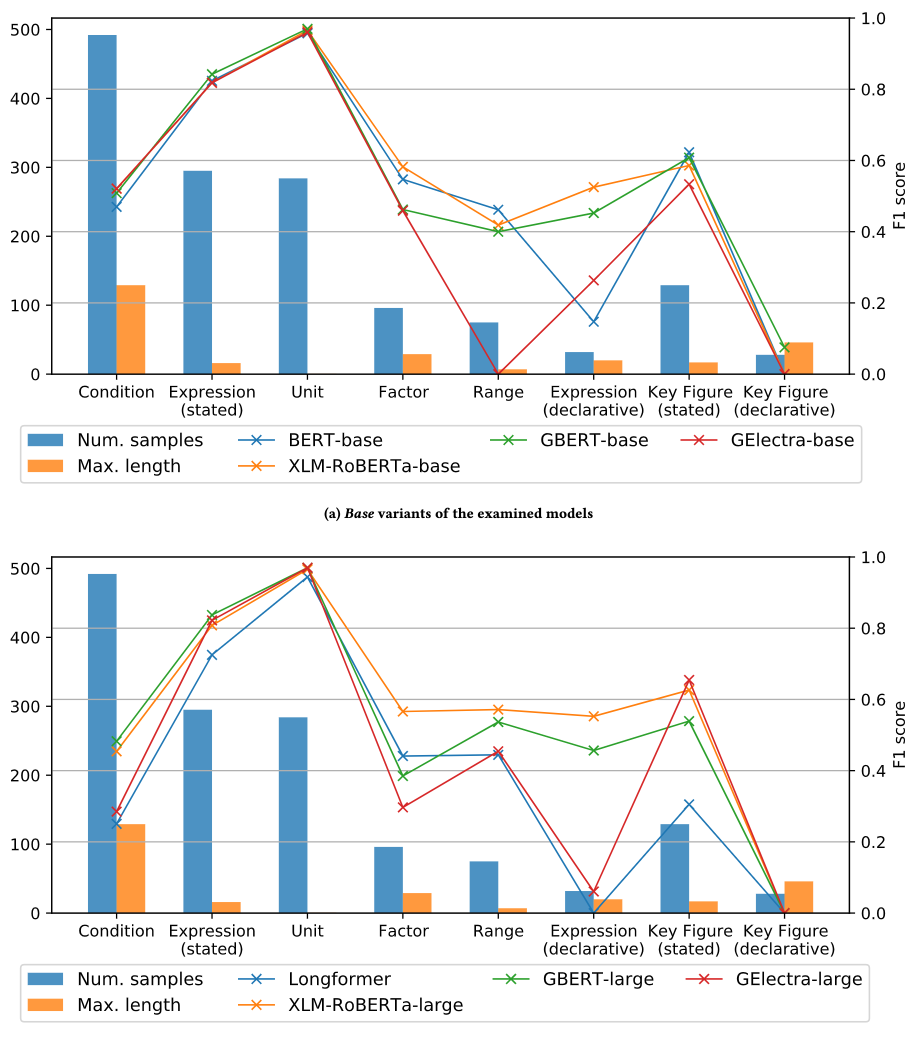 500
400
300
200
100
0
1.0
0.8
0.6
0.4
0.2
0.0
F1 score
Condition Expression (stated) Unit Factor Range Expression (declarative) Key Figure (stated) Key Figure (declarative)
Num. samples BERT-base GBERT-base GElectra-base
Max. length XLM-RoBERTa-base
(a) Base variants of the examined models
500
400
300
200
100
0
1.0
0.8
0.6
0.4
0.2
0.0
F1 score
Condition Expression (stated) Unit Factor Range Expression (declarative) Key Figure (stated) Key Figure (declarative)
Num. samples Longformer GBERT-large GElectra-large
Max. length XLM-RoBERTa-large